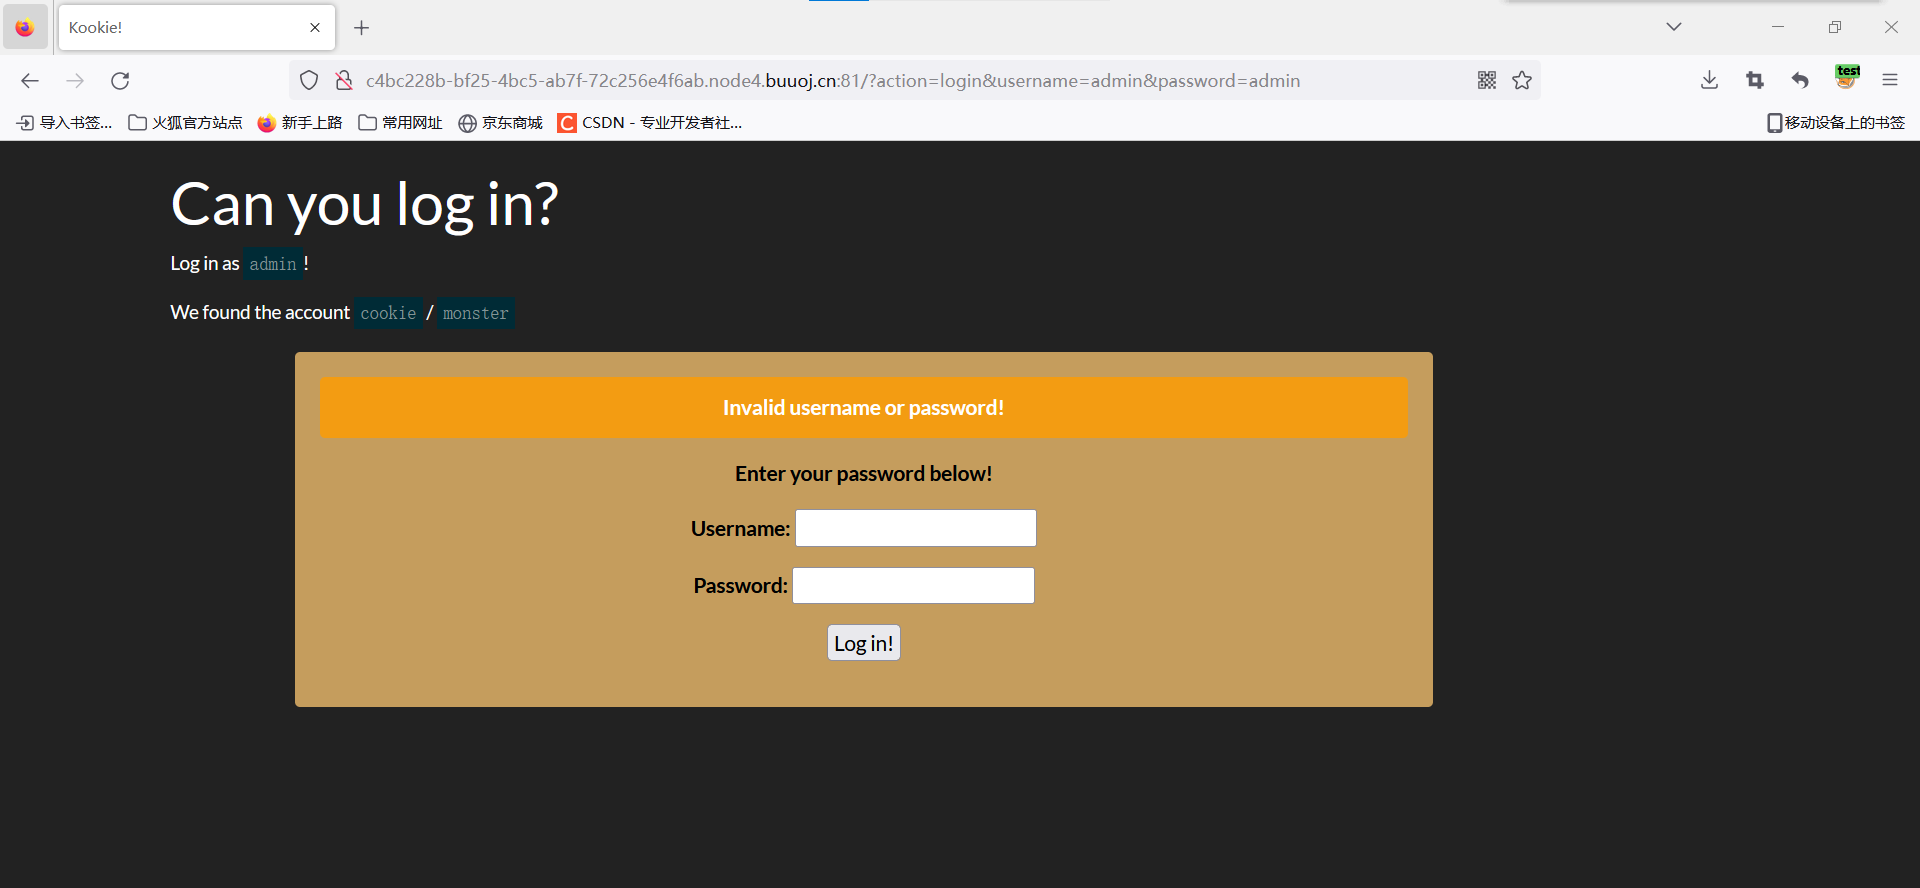 Kookie!
c4bc228b-bf25-4bc5-ab7f-72c256e4f6ab.node4.buuoj.cn:81/?action=login&username=admin&password=admin
test
导入书签... 火狐官方站点 新手上路 常用网址 京东商城 C CSDN - 专业开发者社... 移动设备上的书签
Can you log in?
Log in as admin !
We found the account cookie / monster
Invalid username or password!
Enter your password below!
Username:
Password:
Log in!